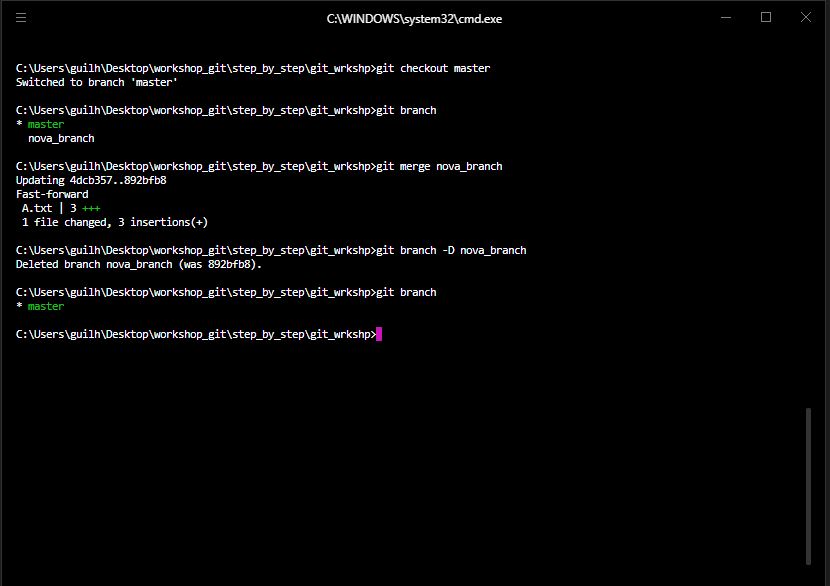 C:\WINDOWS\system32\cmd.exe
C:\Users\guilh\Desktop\workshop_git\step_by_step\git_wrkshp>git checkout master
Switched to branch 'master'
C:\Users\guilh\Desktop\workshop_git\step_by_step\git_wrkshp>git branch
* master
  nova_branch
C:\Users\guilh\Desktop\workshop_git\step_by_step\git_wrkshp>git merge nova_branch
Updating 4dcb357..892bfb8
Fast-forward
 A.txt | 3 +++
 1 file changed, 3 insertions(+)
C:\Users\guilh\Desktop\workshop_git\step_by_step\git_wrkshp>git branch -D nova_branch
Deleted branch nova_branch (was 892bfb8).
C:\Users\guilh\Desktop\workshop_git\step_by_step\git_wrkshp>git branch
* master
C:\Users\guilh\Desktop\workshop_git\step_by_step\git_wrkshp>